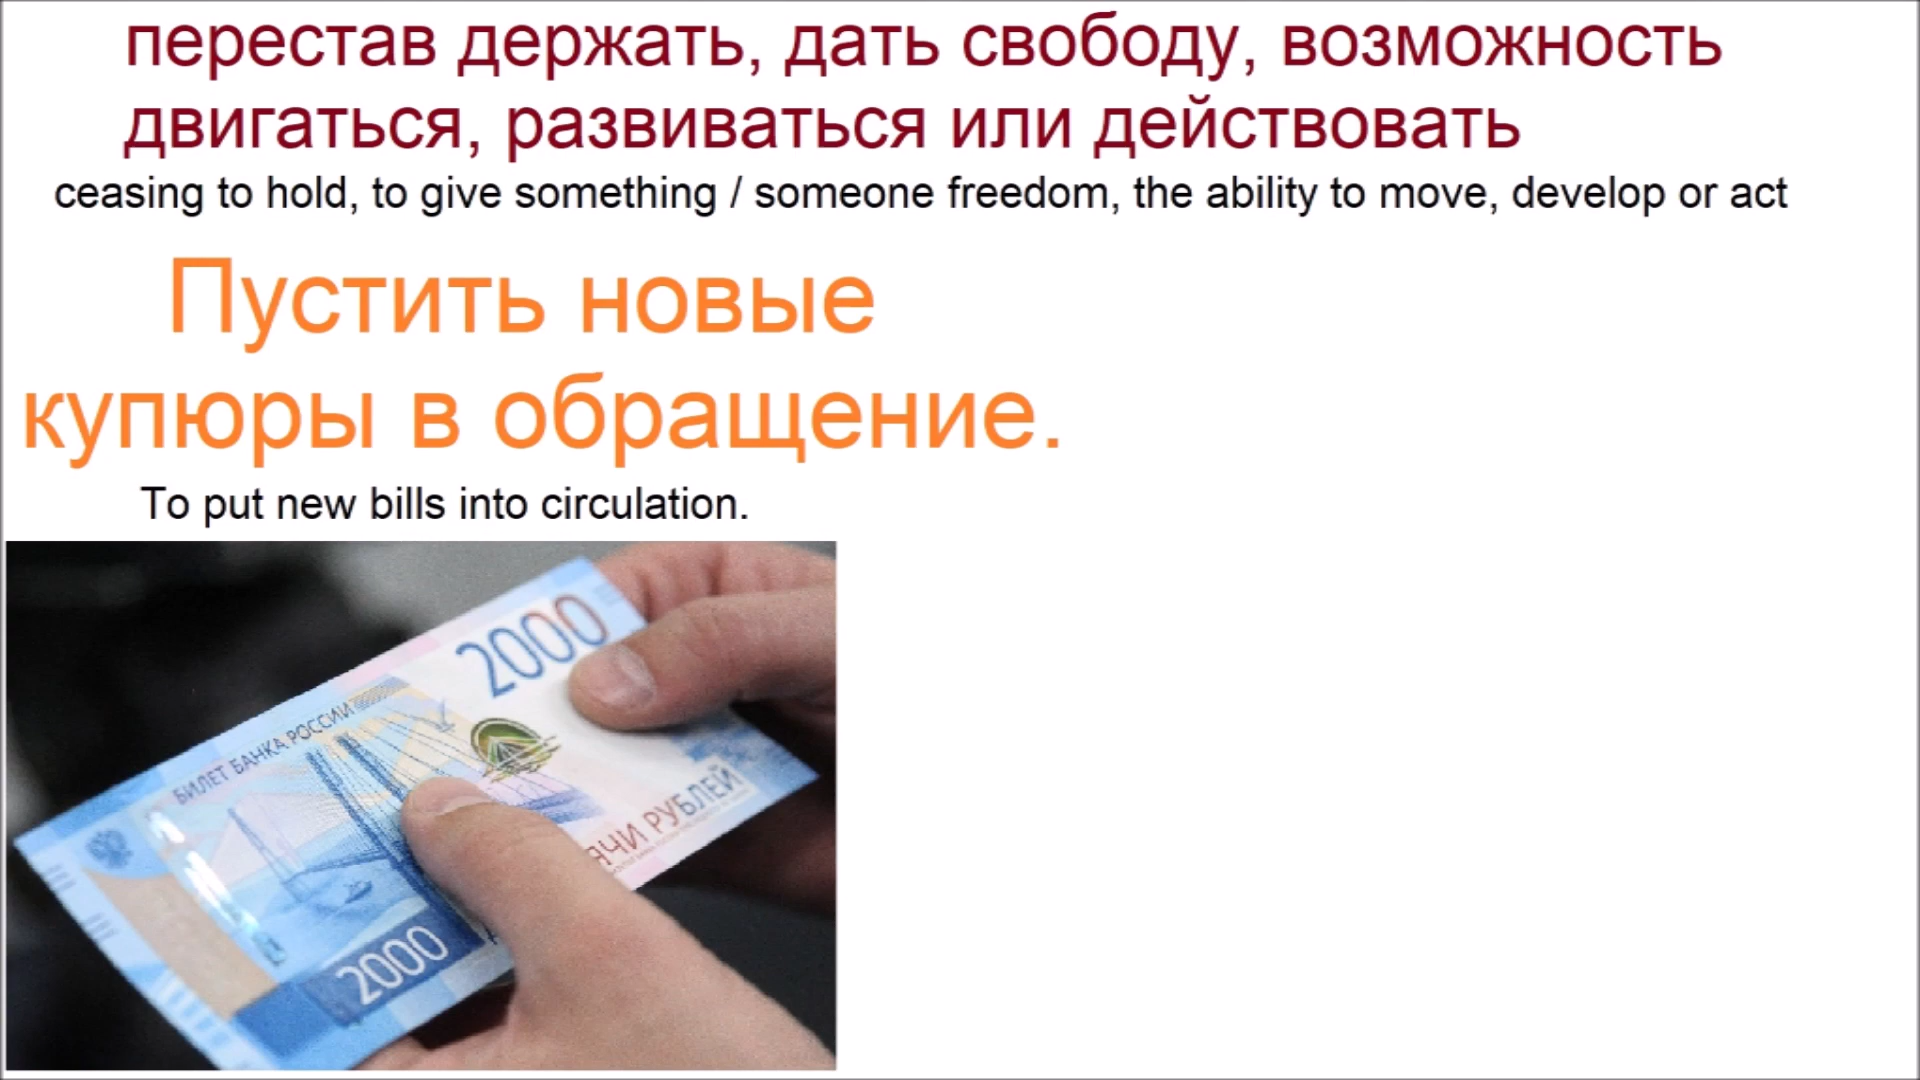 перестав держать, дать свободу, возможность
двигаться, развиваться или действовать
ceasing to hold, to give something / someone freedom, the ability to move, develop or act
Пустить новые
купюры в обращение.
To put new bills into circulation.
2000
БИЛЕТ БАНКА РОССИИ
РУБЛЕЙ
2000